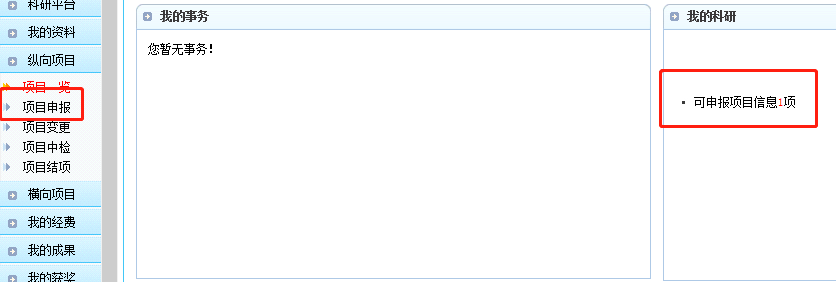 科研平台
我的资料
纵向项目
项目一览
项目申报
项目变更
项目中检
项目结项
横向项目
我的经费
我的成果
我的获奖
我的事务
您暂无事务!
我的科研
可申报项目信息1项